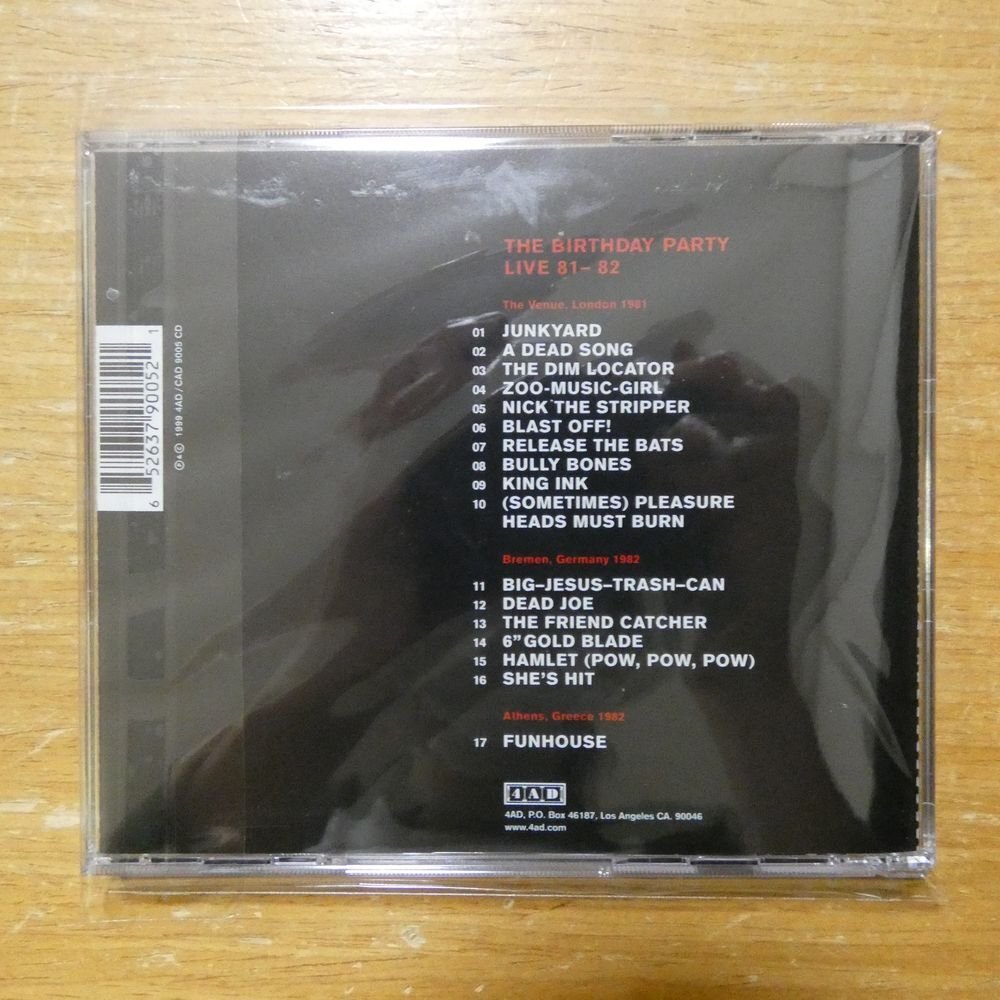 THE BIRTHDAY PARTY
LIVE 81–82
The Venue, London 1981
01 JUNKYARD
02 A DEAD SONG
03 THE DIM LOCATOR
04 ZOO-MUSIC-GIRL
05 NICK THE STRIPPER
06 BLAST OFF!
07 RELEASE THE BATS
08 BULLY BONES
09 KING INK
10 (SOMETIMES) PLEASURE
HEADS MUST BURN
Bremen, Germany 1982
11 BIG–JESUS–TRASH–CAN
12 DEAD JOE
13 THE FRIEND CATCHER
14 6” GOLD BLADE
15 HAMLET (POW, POW, POW)
16 SHE'S HIT
Athens, Greece 1982
17 FUNHOUSE
4AD
4AD, P.O. Box 46187, Los Angeles CA. 90046
www.4ad.com
6 52637 90052 1
℗ & © 1999 4AD / CAD 9005 CD